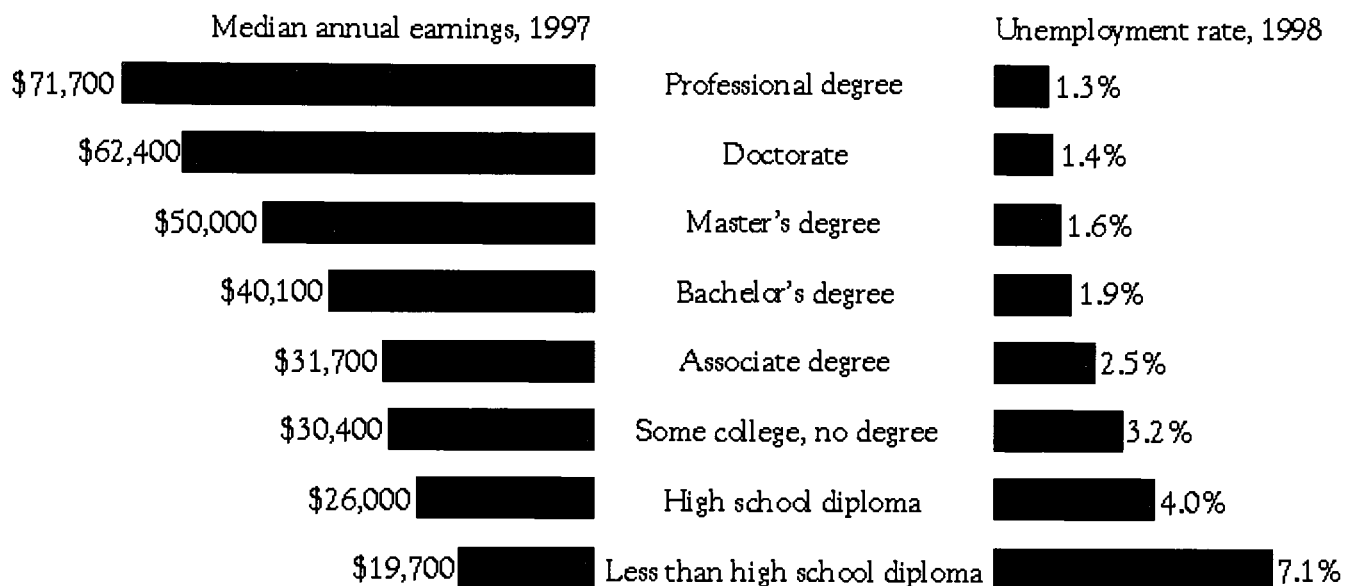 Median annual earnings, 1997 Unemployment rate, 1998
$71,700 Professional degree 1.3%
$62,400 Doctorate 1.4%
$50,000 Master's degree 1.6%
$40,100 Bachelor's degree 1.9%
$31,700 Associate degree 2.5%
$30,400 Some college, no degree 3.2%
$26,000 High school diploma 4.0%
$19,700 Less than high school diploma 7.1%